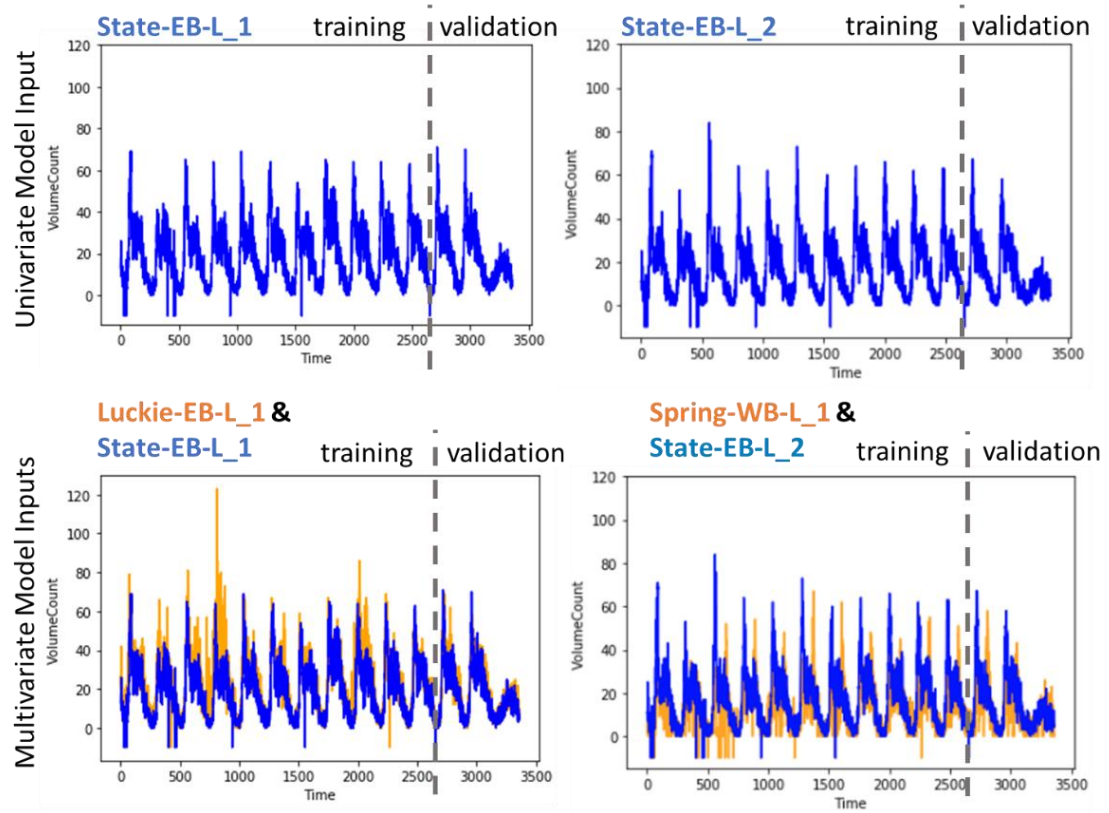 State-EB-L_1 training validation
State-EB-L_2 training validation
Univariate Model Input
120
100
80
60
40
20
0
VolumeCount
0 500 1000 1500 2000 2500 3000 3500
Time
120
100
80
60
40
20
0
VolumeCount
0 500 1000 1500 2000 2500 3000 3500
Time
Luckie-EB-L_1 &
State-EB-L_1 training validation
Spring-WB-L_1 &
State-EB-L_2 training validation
Multivariate Model Inputs
120
100
80
60
40
20
0
VolumeCount
0 500 1000 1500 2000 2500 3000 3500
Time
120
100
80
60
40
20
0
VolumeCount
0 500 1000 1500 2000 2500 3000 3500
Time